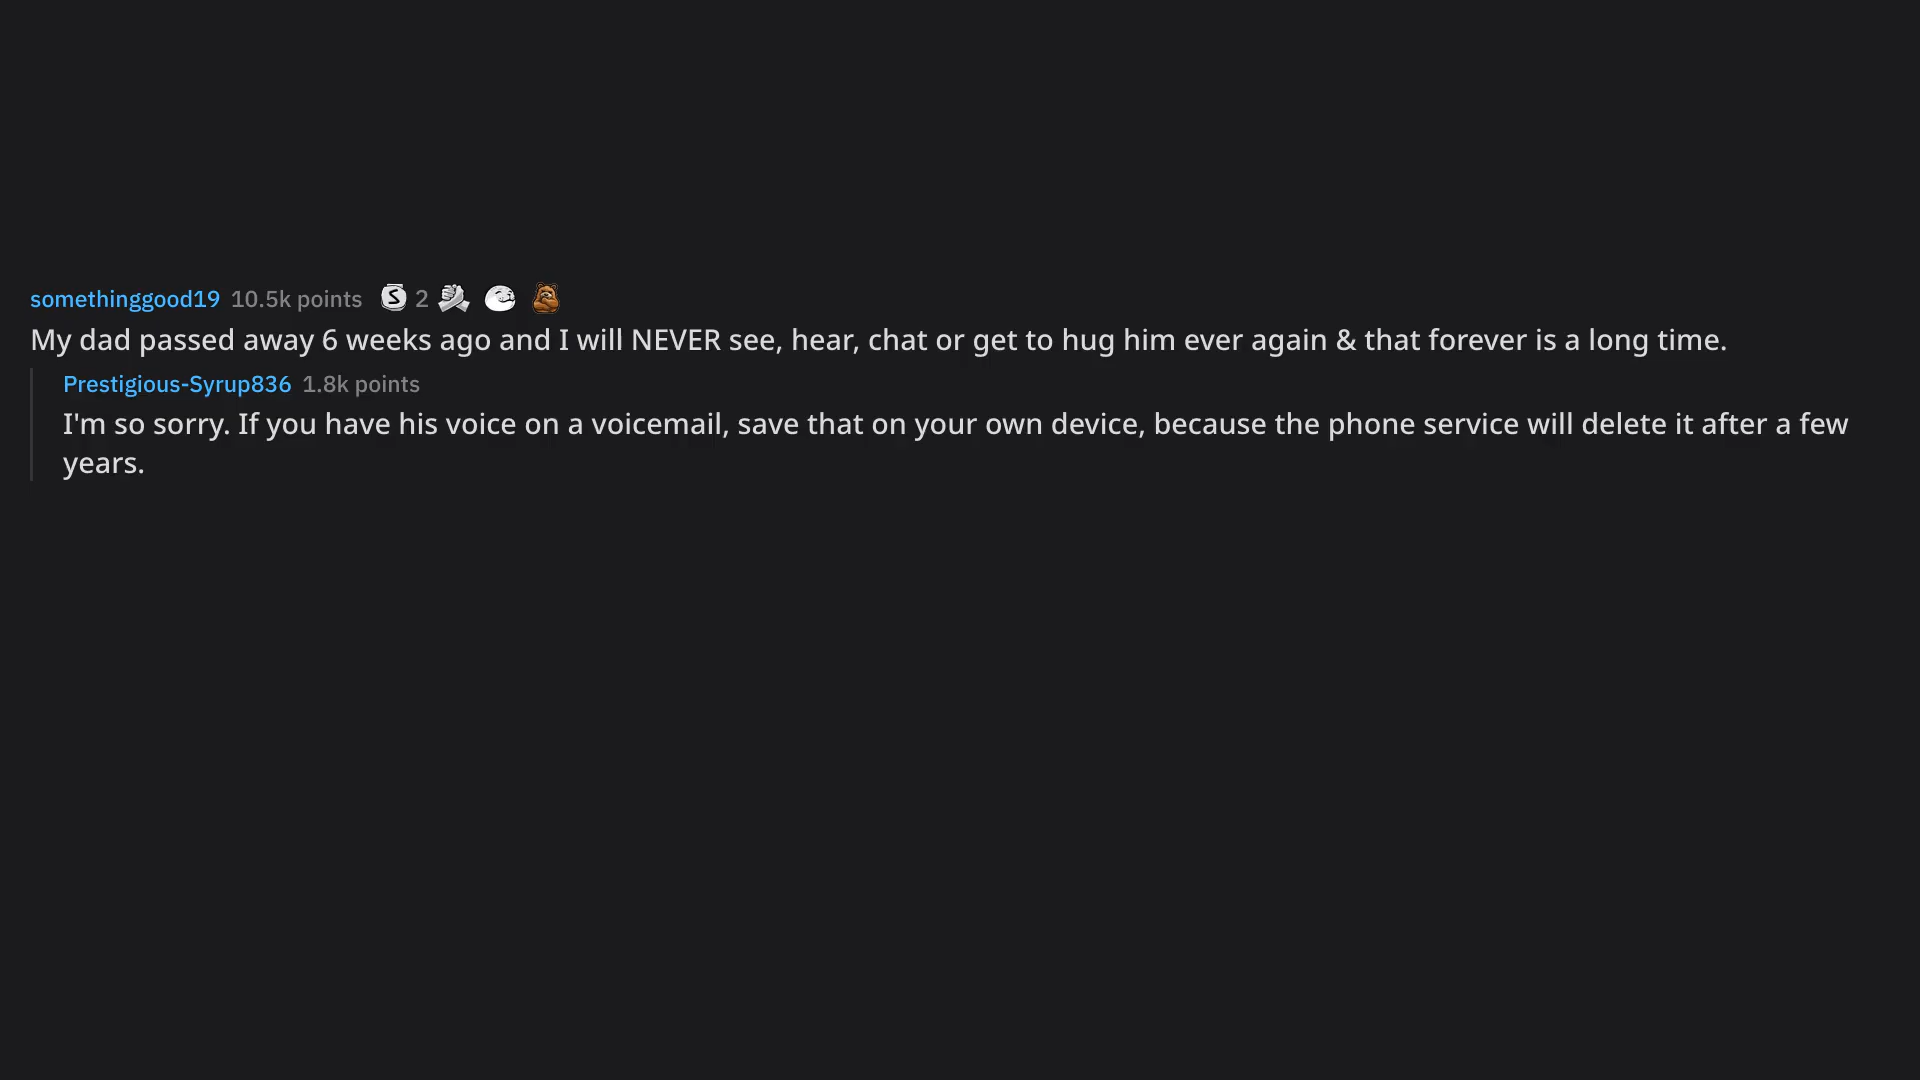 somethinggood19 10.5k points 2
My dad passed away 6 weeks ago and I will NEVER see, hear, chat or get to hug him ever again & that forever is a long time.
Prestigious-Syrup836 1.8k points
I'm so sorry. If you have his voice on a voicemail, save that on your own device, because the phone service will delete it after a few
years.